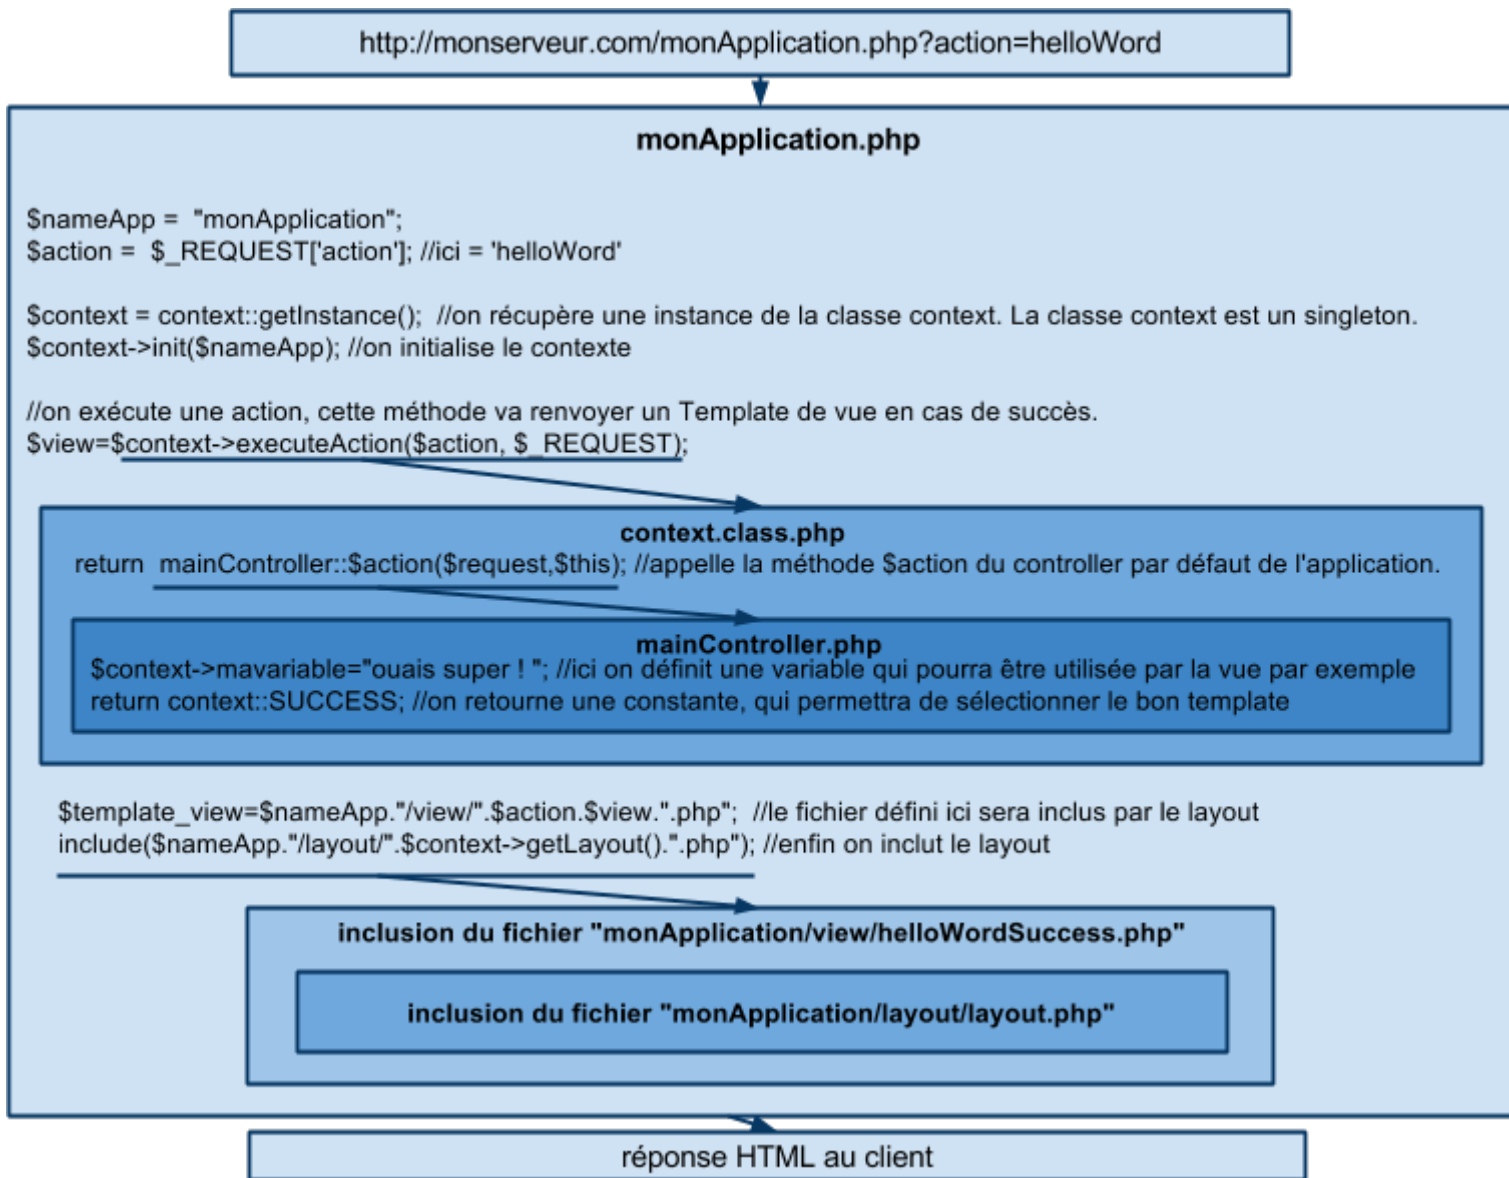 http://monserveur.com/monApplication.php?action=helloWord
monApplication.php
$nameApp = "monApplication";
$action = $_REQUEST['action']; //ici = 'helloWord'
$context = context::getInstance(); //on récupère une instance de la classe context. La classe context est un singleton.
$context->init($nameApp); //on initialise le contexte
//on exécute une action, cette méthode va renvoyer un Template de vue en cas de succès.
$view=$context->executeAction($action, $_REQUEST);
context.class.php
return mainController::$action($request,$this); //appelle la méthode $action du controller par défaut de l'application.
mainController.php
$context->mavariable="ouais super ! "; //ici on définit une variable qui pourra être utilisée par la vue par exemple
return context::SUCCESS; //on retourne une constante, qui permettra de sélectionner le bon template
$template_view=$nameApp."/view/".$action.$view.".php"; //le fichier défini ici sera inclus par le layout
include($nameApp."/layout/".$context->getLayout().".php"); //enfin on inclut le layout
inclusion du fichier "monApplication/view/helloWordSuccess.php"
inclusion du fichier "monApplication/layout/layout.php"
réponse HTML au client